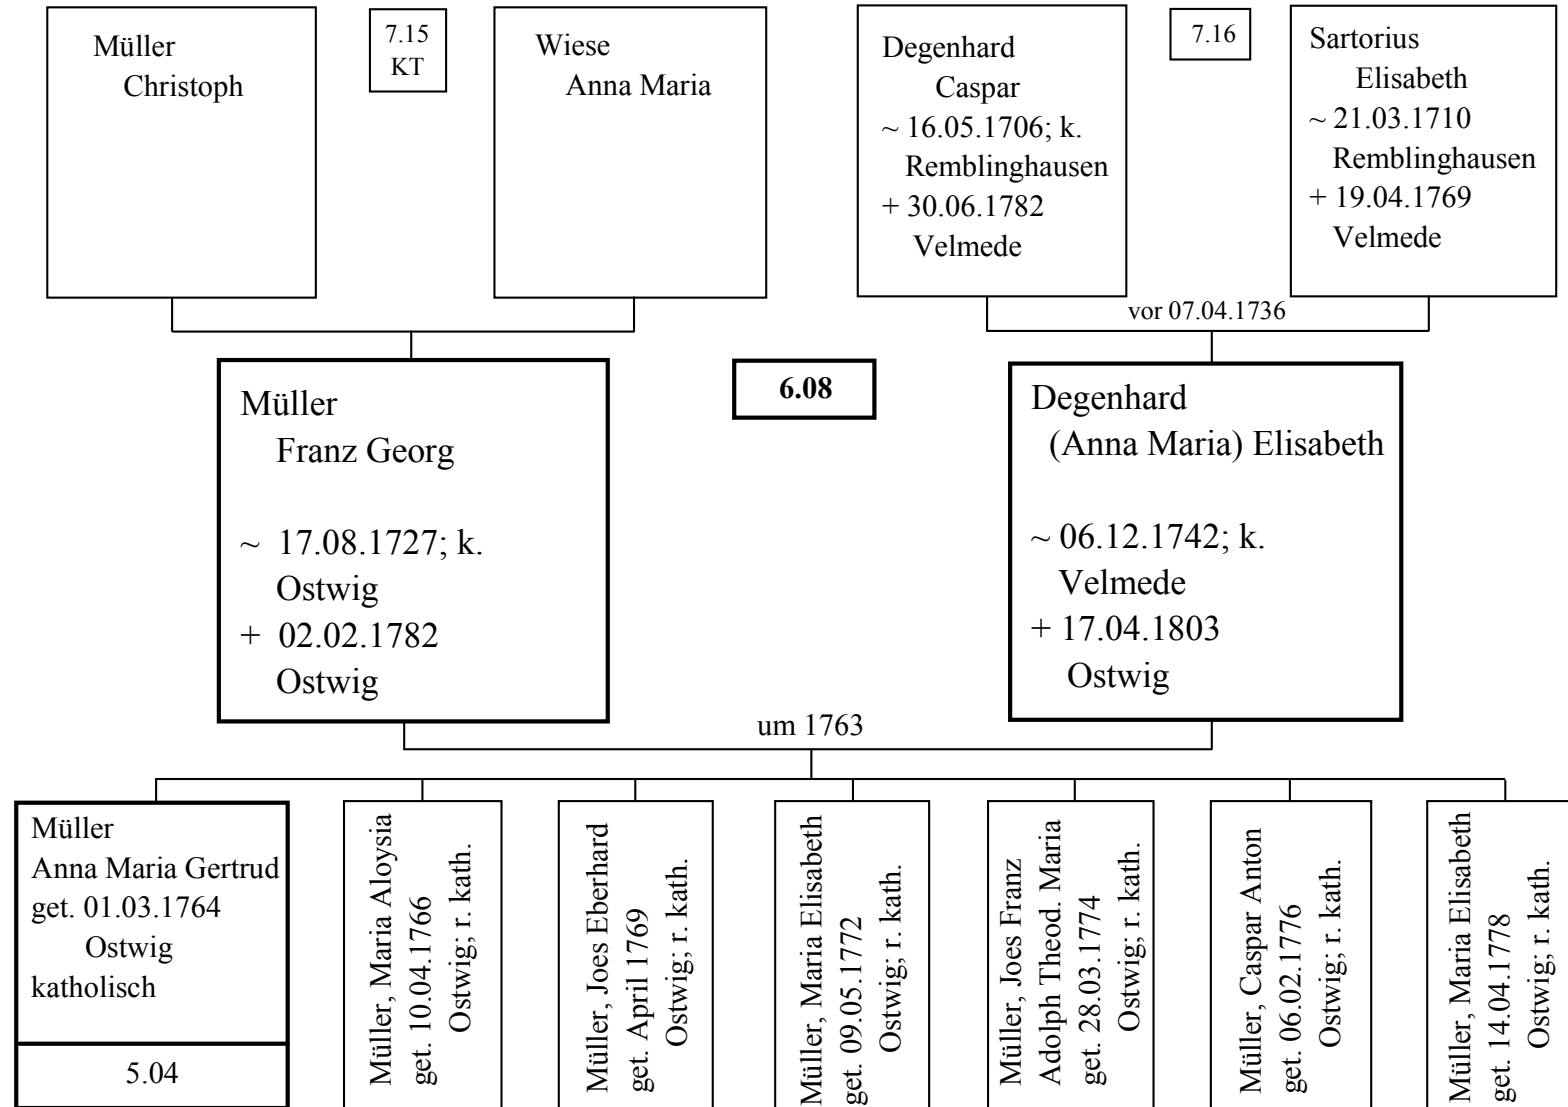 Müller
Christoph
7.15
KT
Wiese
Anna Maria
Degenhard
Caspar
~ 16.05.1706; k.
Remblinghausen
+ 30.06.1782
Velmede
7.16
Sartorius
Elisabeth
~ 21.03.1710
Remblinghausen
+ 19.04.1769
Velmede
vor 07.04.1736
Müller
Franz Georg
~ 17.08.1727; k.
Ostwig
+ 02.02.1782
Ostwig
6.08
Degenhard
(Anna Maria) Elisabeth
~ 06.12.1742; k.
Velmede
+ 17.04.1803
Ostwig
um 1763
Müller
Anna Maria Gertrud
get. 01.03.1764
Ostwig
katholisch
5.04
Müller, Maria Aloysia
get. 10.04.1766
Ostwig; r. kath.
Müller, Joes Eberhard
get. April 1769
Ostwig; r. kath.
Müller, Maria Elisabeth
get. 09.05.1772
Ostwig; r. kath.
Müller, Joes Franz
Adolph Theod. Maria
get. 28.03.1774
Ostwig; r. kath.
Müller, Caspar Anton
get. 06.02.1776
Ostwig; r. kath.
Müller, Maria Elisabeth
get. 14.04.1778
Ostwig; r. kath.